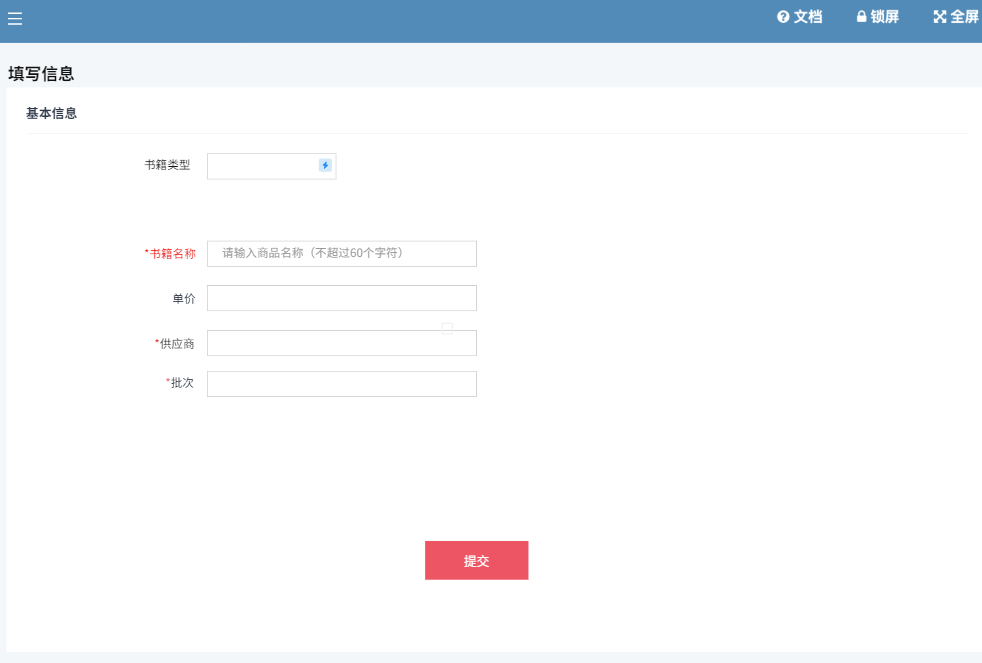 文档 锁屏 全屏
填写信息
基本信息
书籍类型
*书籍名称 请输入商品名称（不超过60个字符）
单价
*供应商
*批次
提交